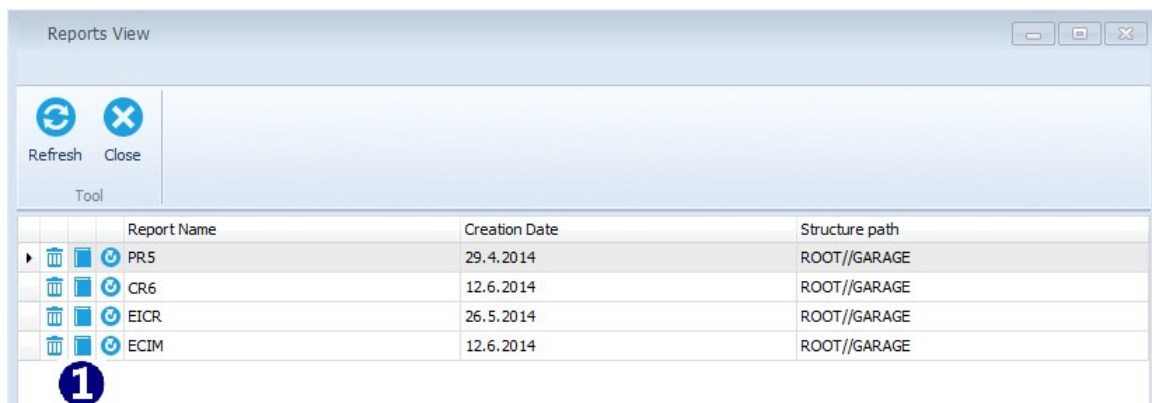 Reports View
Refresh Close
Tool
Report Name Creation Date Structure path
PR5 29.4.2014 ROOT//GARAGE
CR6 12.6.2014 ROOT//GARAGE
EICR 26.5.2014 ROOT//GARAGE
ECIM 12.6.2014 ROOT//GARAGE
1